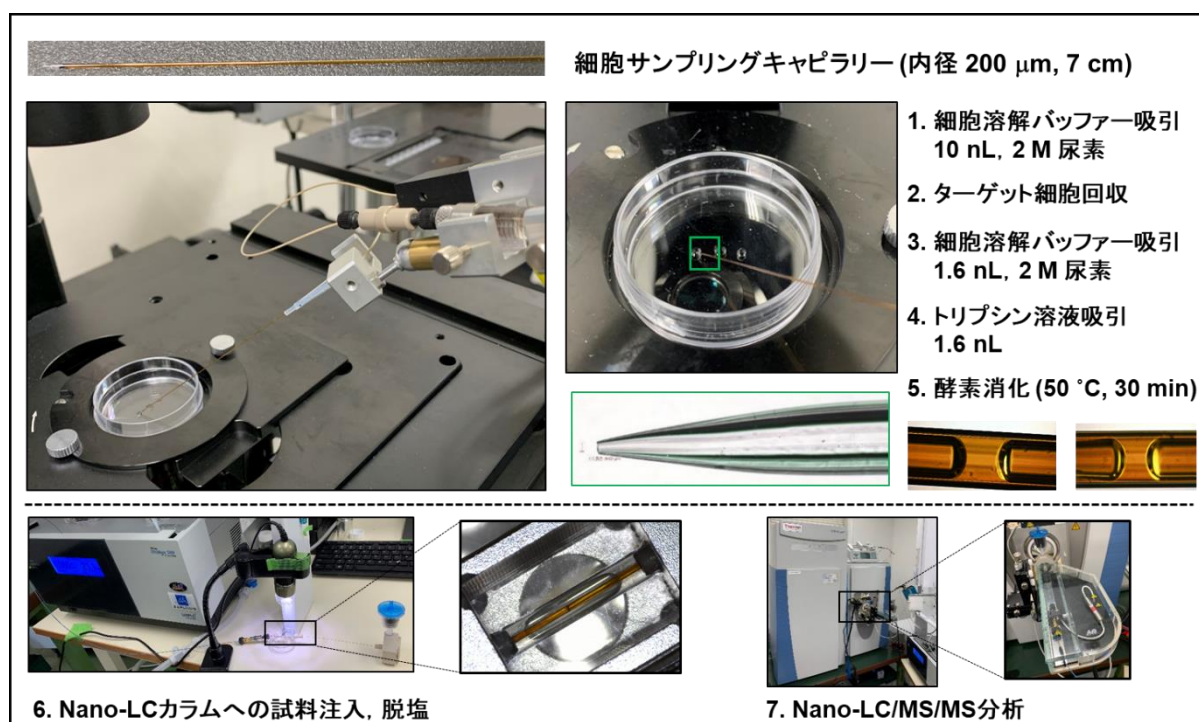 細胞サンプリングキャピラリー (内径 200 μm, 7 cm)
1. 細胞溶解バッファー吸引
10 nL, 2 M 尿素
2. ターゲット細胞回収
3. 細胞溶解バッファー吸引
1.6 nL, 2 M 尿素
4. トリプシン溶液吸引
1.6 nL
5. 酵素消化 (50 °C, 30 min)
6. Nano-LCカラムへの試料注入, 脱塩
7. Nano-LC/MS/MS分析